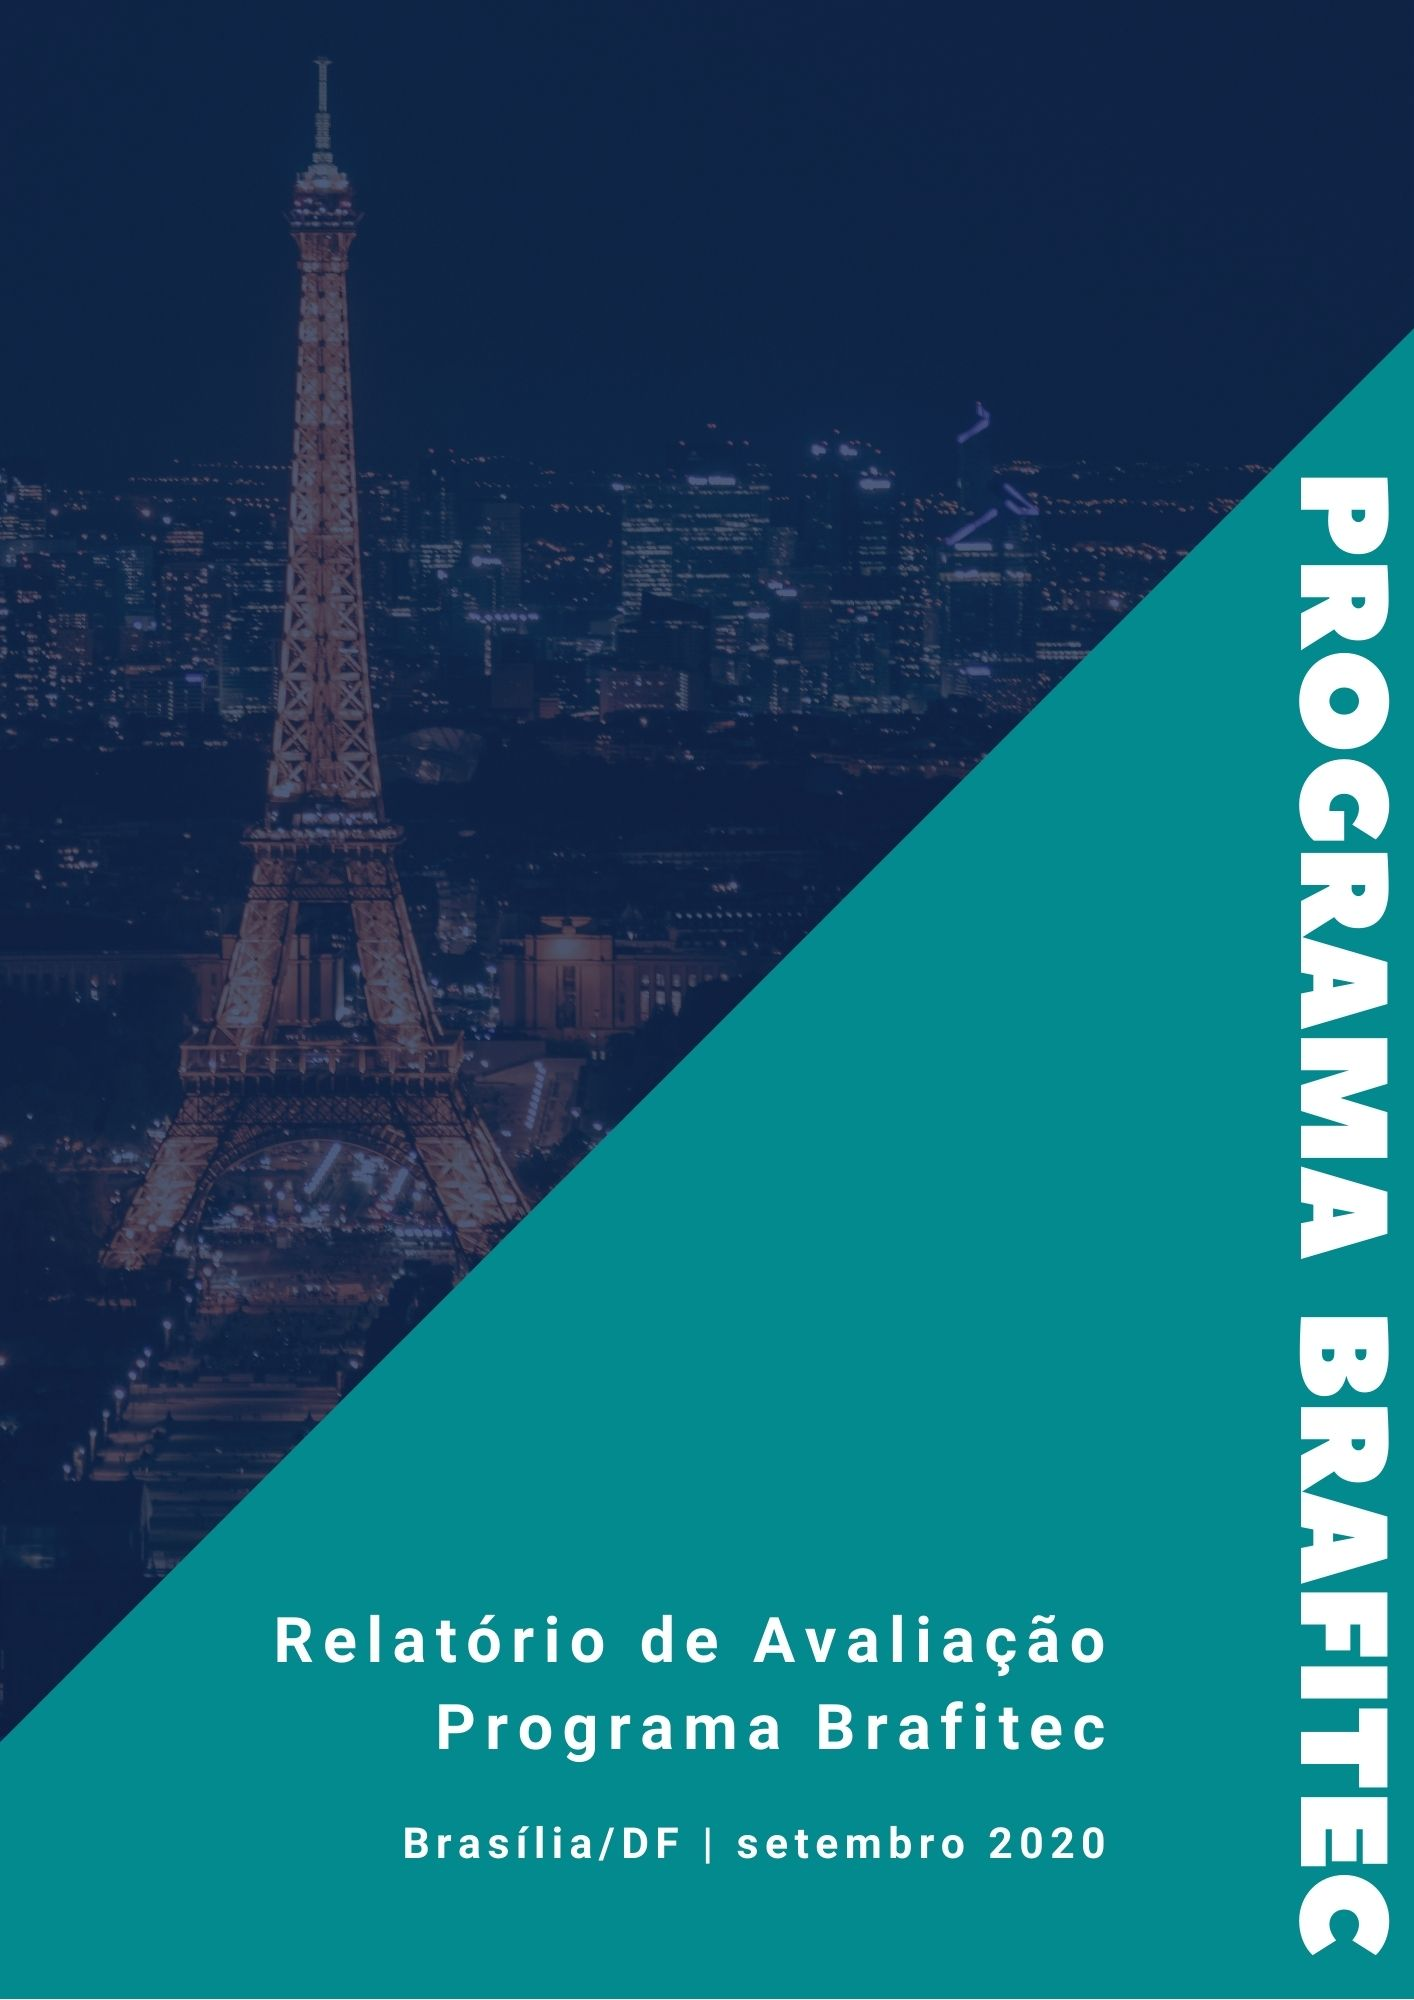 PROGRAMA BRAFITEC
Relatório de Avaliação
Programa Brafitec
Brasília/DF | setembro 2020